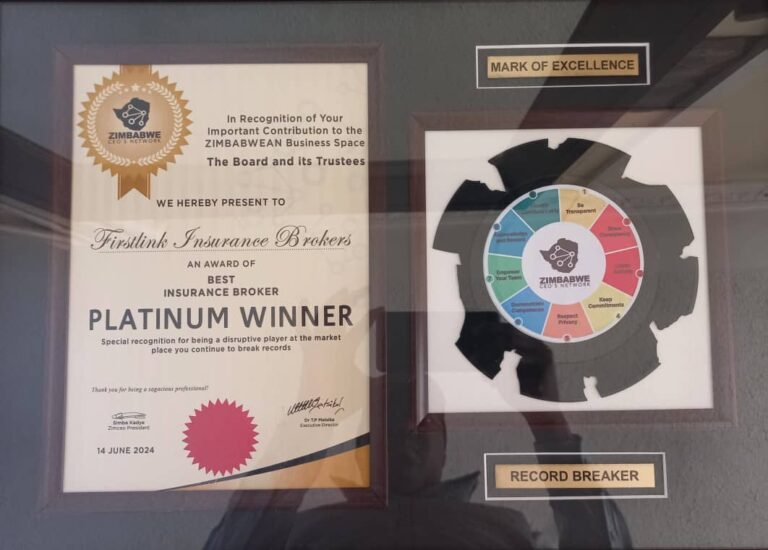 ZIMBABWE
CEO'S NETWORK
In Recognition of Your
Important Contribution to the
ZIMBABWEAN Business Space
The Board and its Trustees
WE HEREBY PRESENT TO
Firstlink Insurance Brokers
AN AWARD OF
BEST
INSURANCE BROKER
PLATINUM WINNER
Special recognition for being a disruptive player at the market
place you continue to break records
Thank you for being a sagacious professional!
Simba Kadye
Zimceo President
Executive Director
14 JUNE 2024
MARK OF EXCELLENCE
1
Be
Transparent
Show
Consistency
Keep
Commitments
4
Respect
Privacy
Demonstrate
Competence
Empower
Your Team
ZIMBABWE
CEO'S NETWORK
RECORD BREAKER